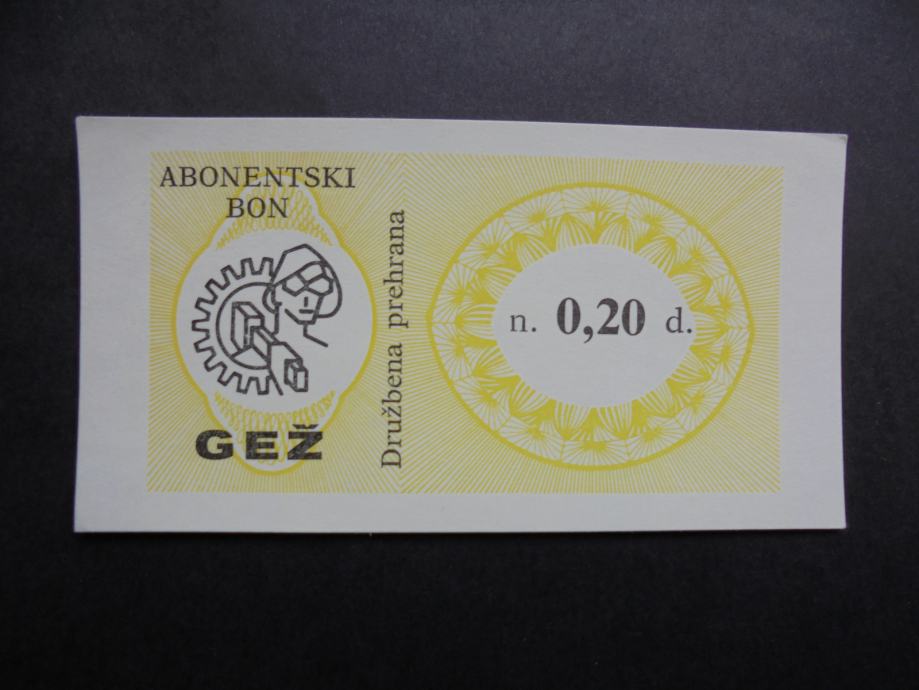 ABONENTSKI
BON
GEŽ
Družbena prehrana
n. 0,20 d.